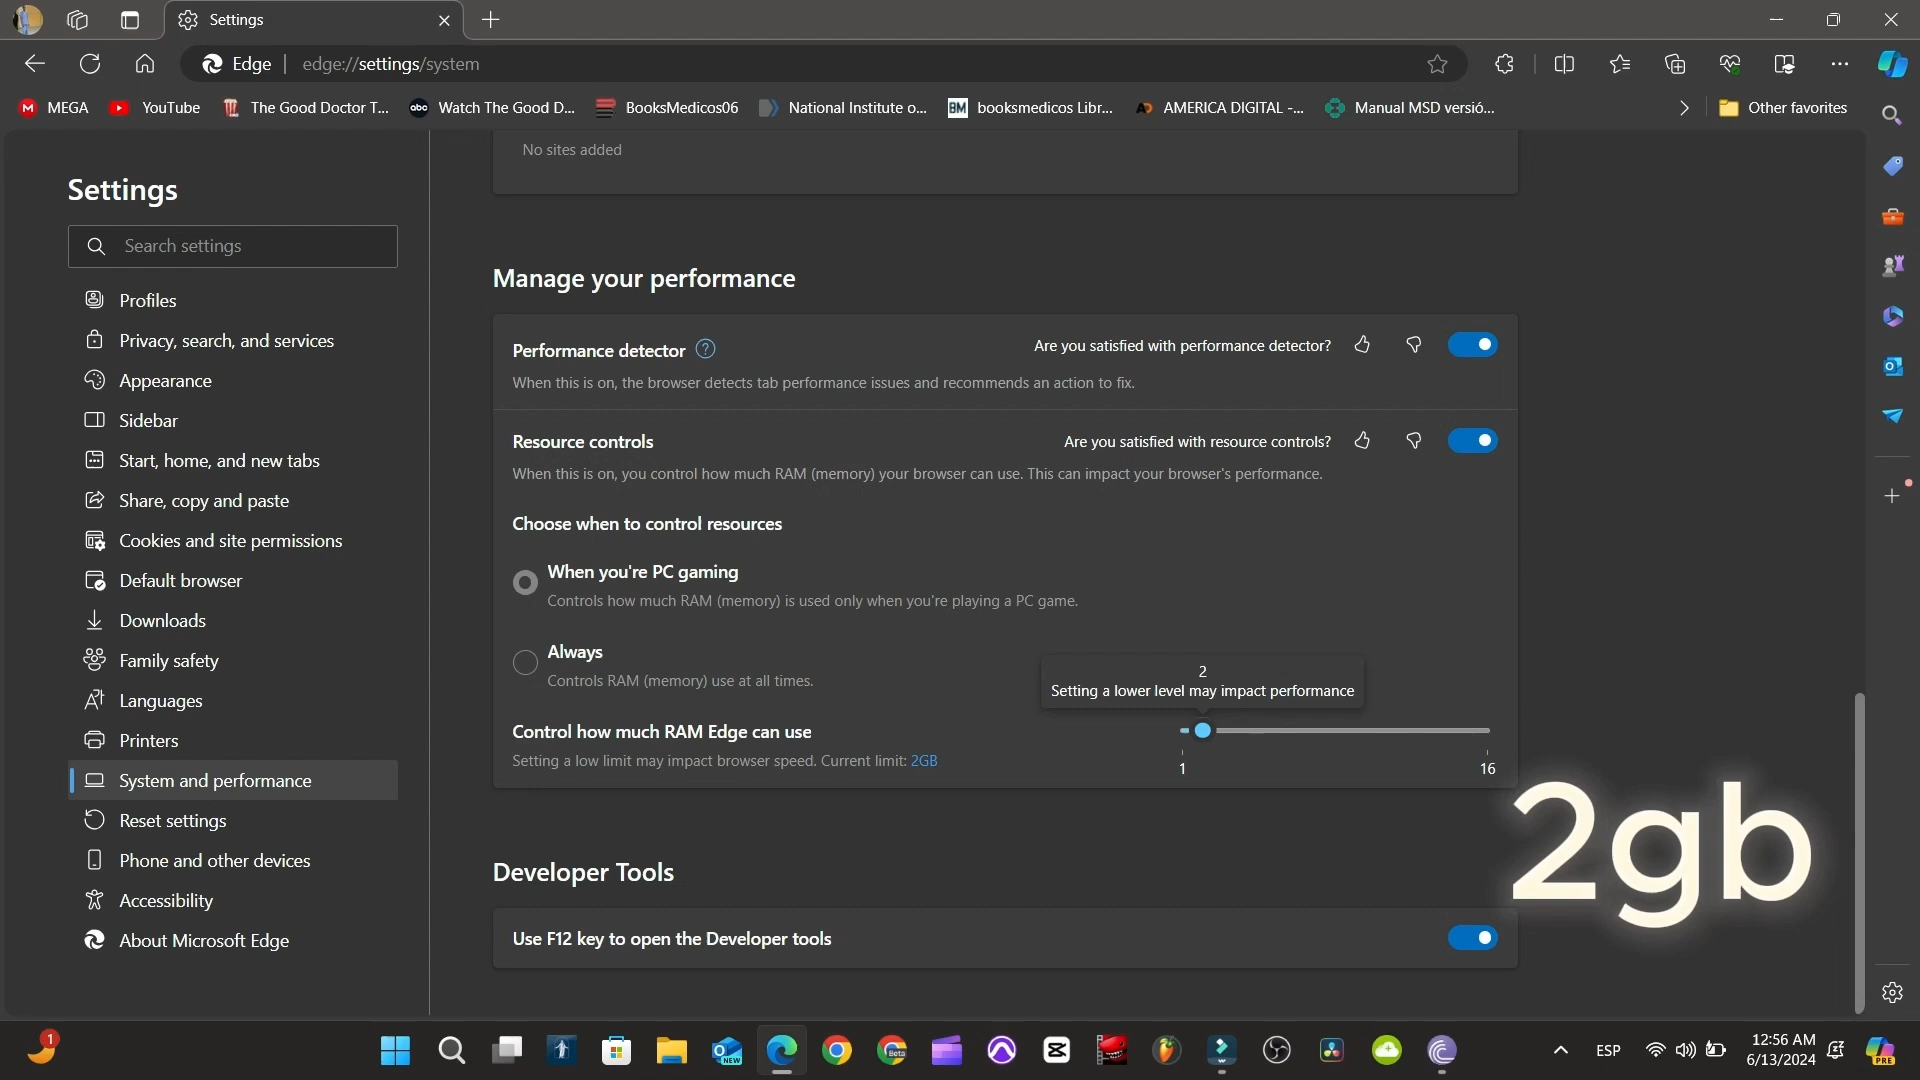 Settings
Edge
edge://settings/system
MEGA
YouTube
The Good Doctor T...
abc
Watch The Good D...
BooksMedicos06
National Institute o...
BM
booksmedicos Libr...
AMERICA DIGITAL -...
Manual MSD versió...
Other favorites
Settings
Search settings
Profiles
Privacy, search, and services
Appearance
Sidebar
Start, home, and new tabs
Share, copy and paste
Cookies and site permissions
Default browser
Downloads
Family safety
Languages
Printers
System and performance
Reset settings
Phone and other devices
Accessibility
About Microsoft Edge
No sites added
Manage your performance
Performance detector
Are you satisfied with performance detector?
When this is on, the browser detects tab performance issues and recommends an action to fix.
Resource controls
Are you satisfied with resource controls?
When this is on, you control how much RAM (memory) your browser can use. This can impact your browser's performance.
Choose when to control resources
When you're PC gaming
Controls how much RAM (memory) is used only when you're playing a PC game.
Always
Controls RAM (memory) use at all times.
2
Setting a lower level may impact performance
Control how much RAM Edge can use
Setting a low limit may impact browser speed. Current limit: 2GB
1
16
2gb
Developer Tools
Use F12 key to open the Developer tools
1
NEW
Beta
ESP
12:56 AM
6/13/2024
PRE